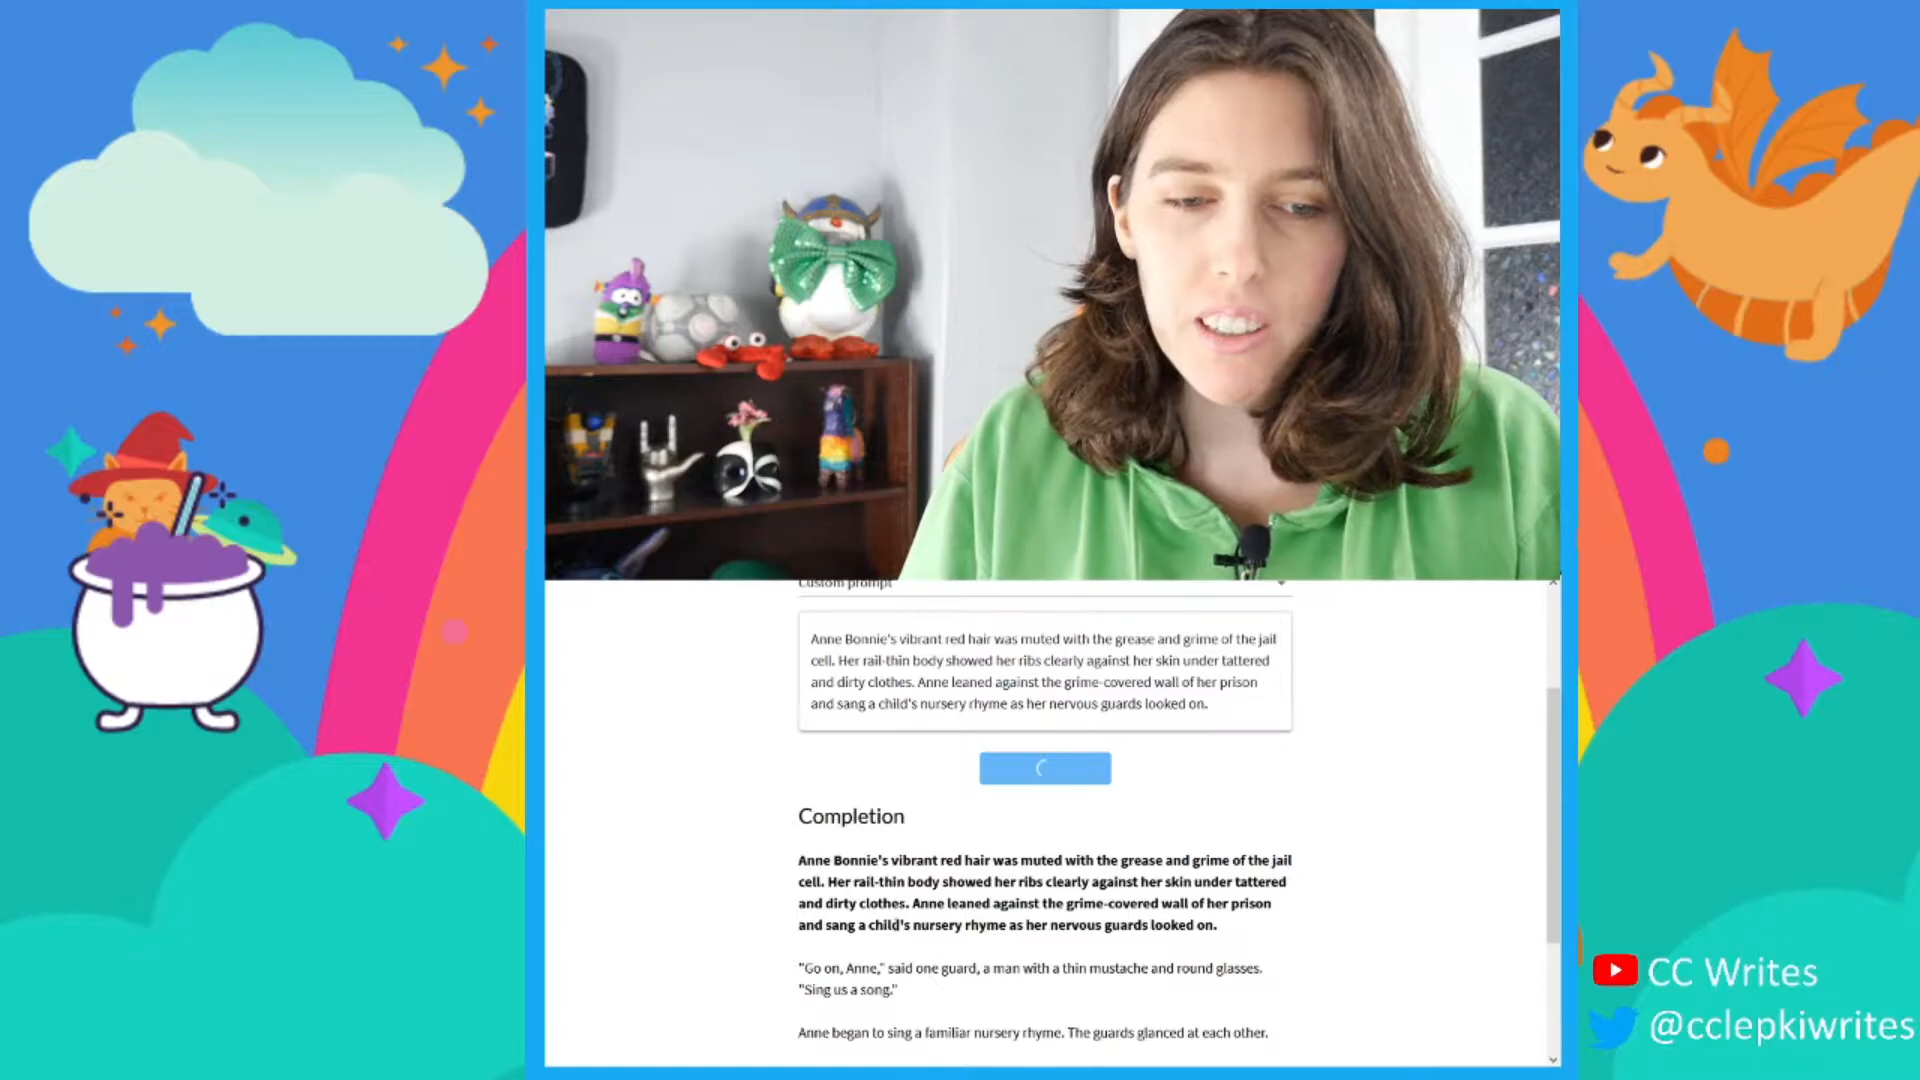 Custom prompt
Anne Bonnie's vibrant red hair was muted with the grease and grime of the jail
cell. Her rail-thin body showed her ribs clearly against her skin under tattered
and dirty clothes. Anne leaned against the grime-covered wall of her prison
and sang a child's nursery rhyme as her nervous guards looked on.
Completion
Anne Bonnie's vibrant red hair was muted with the grease and grime of the jail
cell. Her rail-thin body showed her ribs clearly against her skin under tattered
and dirty clothes. Anne leaned against the grime-covered wall of her prison
and sang a child's nursery rhyme as her nervous guards looked on.
"Go on, Anne," said one guard, a man with a thin mustache and round glasses.
"Sing us a song."
Anne began to sing a familiar nursery rhyme. The guards glanced at each other.
CC Writes
@cclepkiwrites